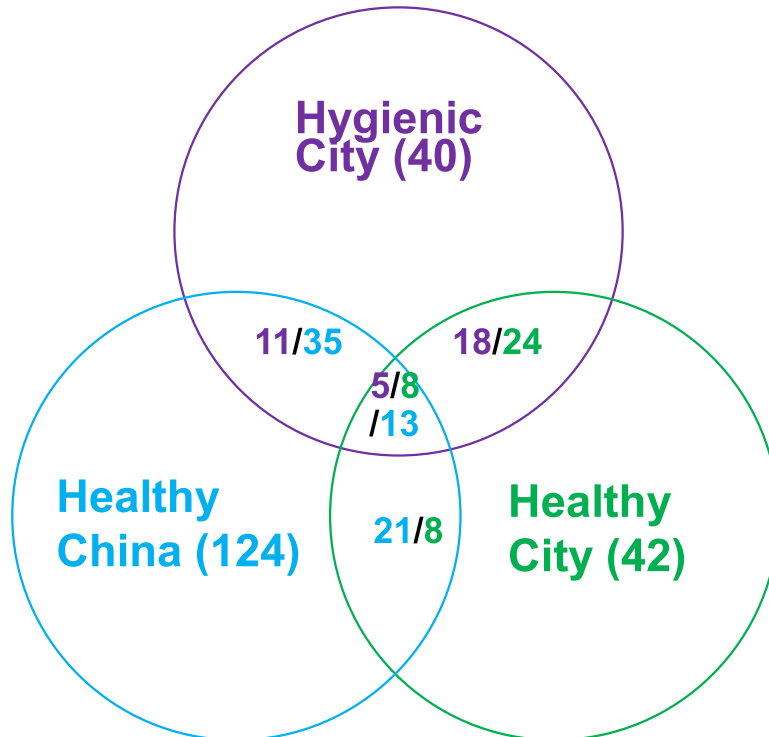 Hygienic
City (40)
11/35
18/24
5/8
/13
Healthy
China (124)
21/8
Healthy
City (42)